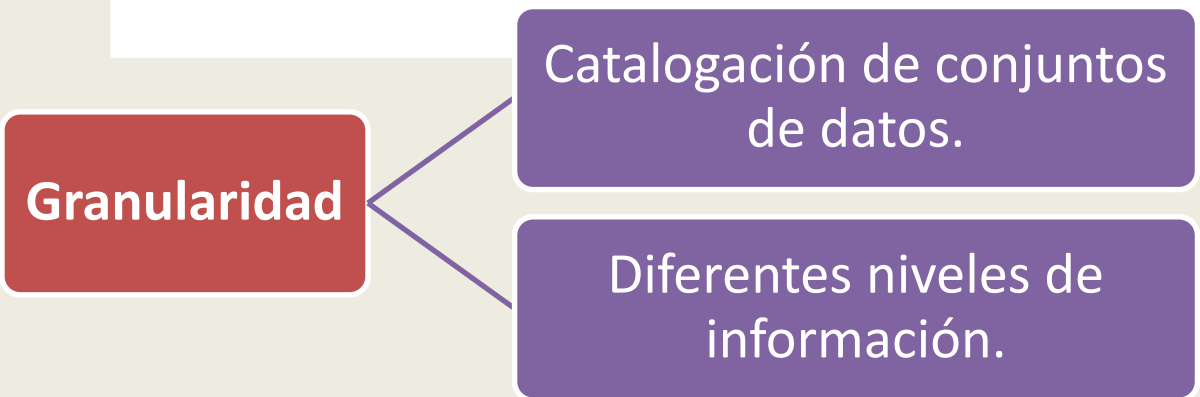 Granularidad
Catalogación de conjuntos
de datos.
Diferentes niveles de
información.